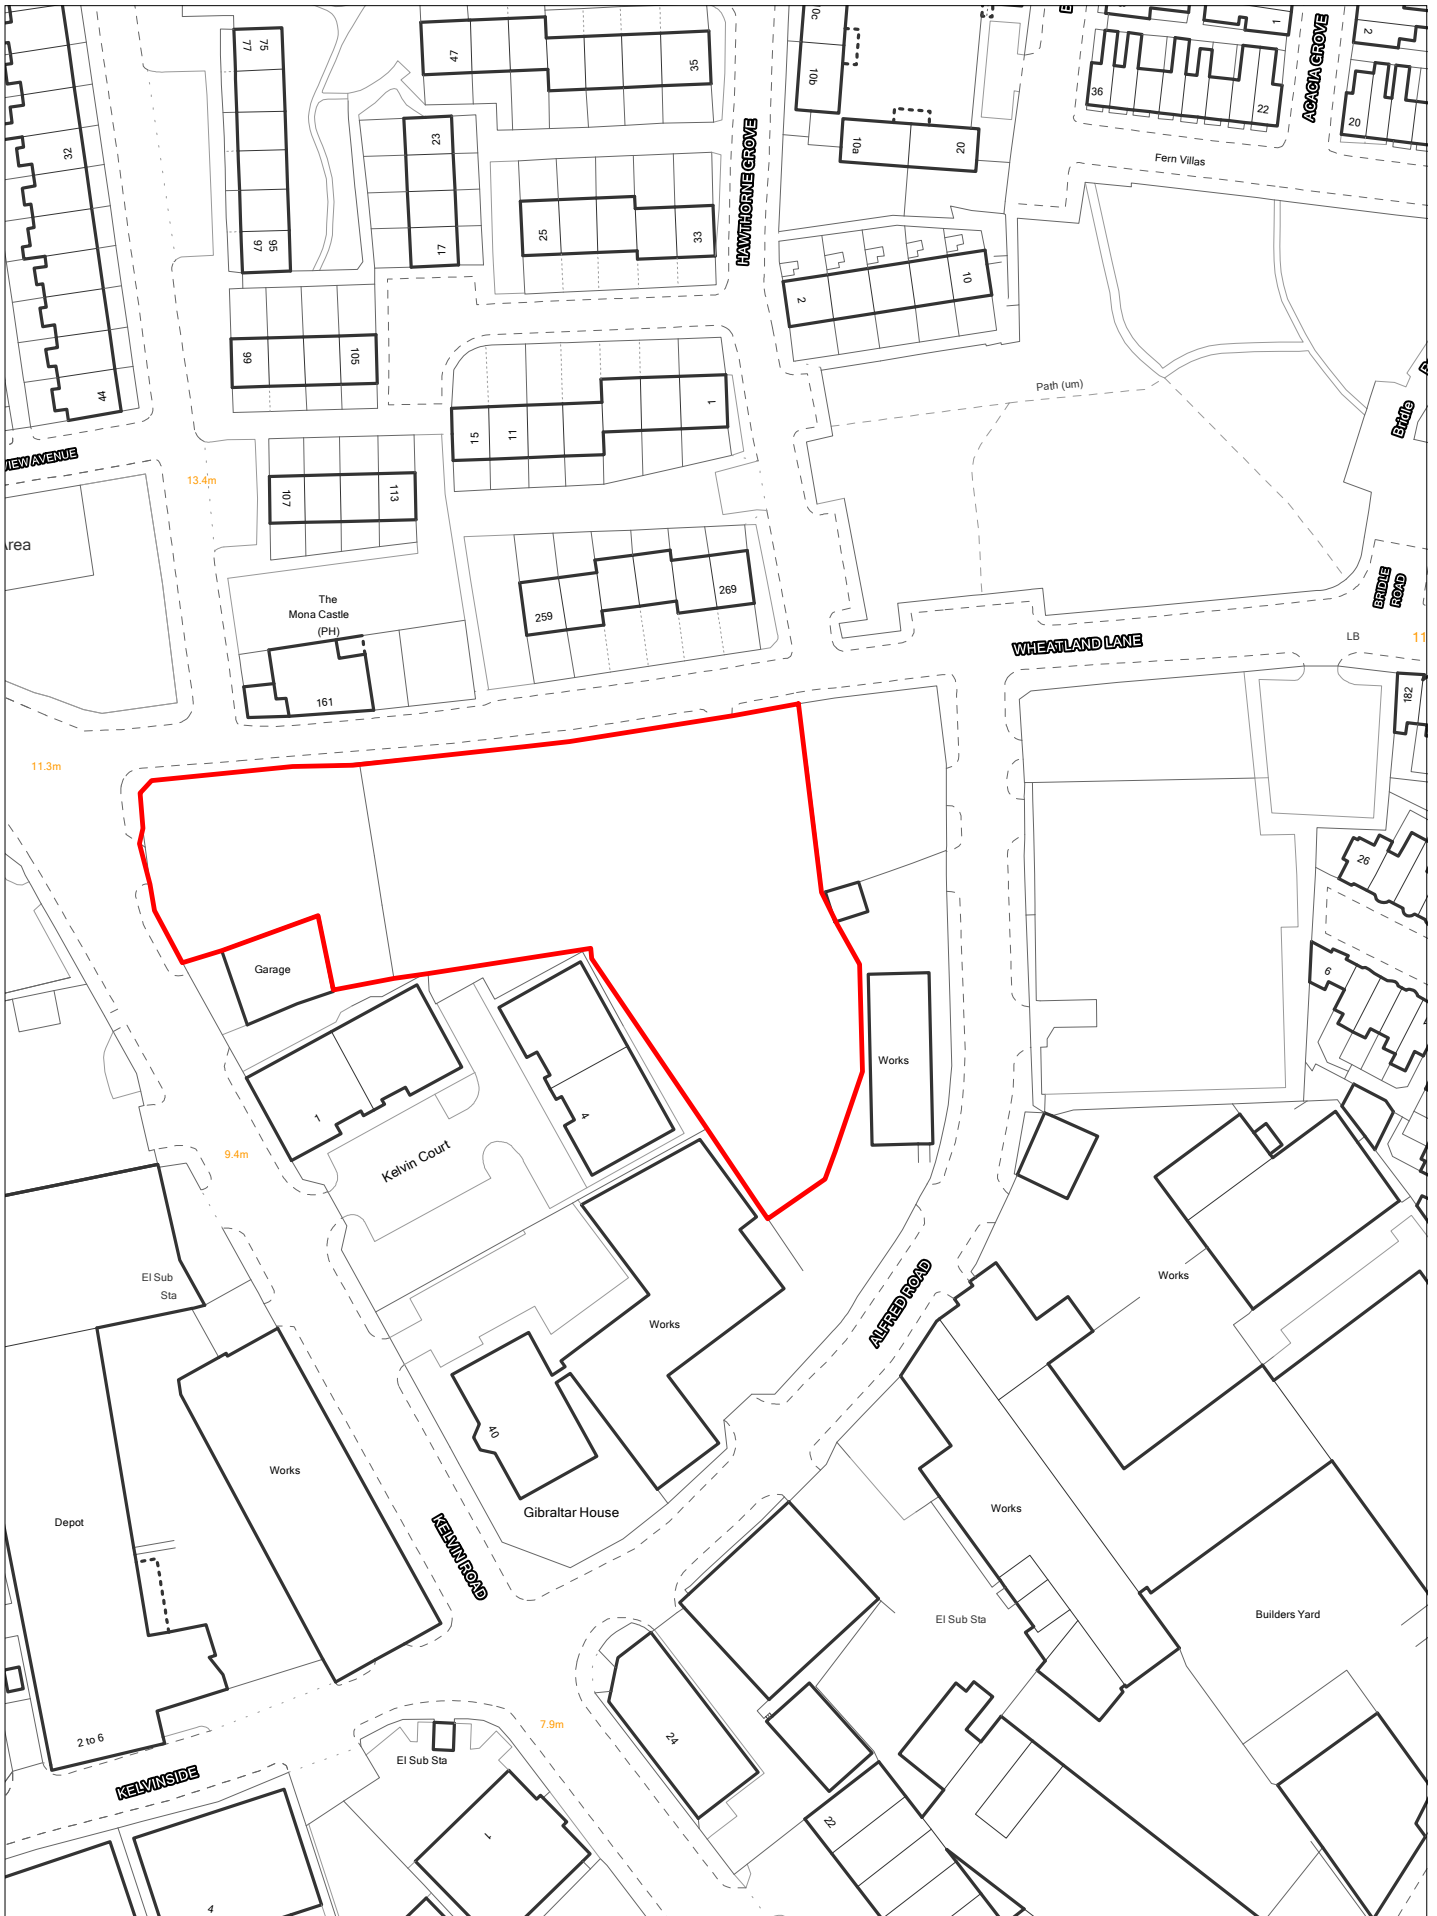 75
77
47
35
10c
10b
10a
20
36
22
1
ACACIA GROVE
2
20
Fern Villas
32
23
17
HAWTHORNE GROVE
25
33
95
97
2
10
99
105
44
15
11
1
Path (um)
Bridle
VIEW AVENUE
13.4m
107
113
Area
The
Mona Castle
(PH)
161
259
269
BRIDLE
ROAD
WHEATLAND LANE
LB
11
182
11.3m
26
Garage
6
Works
1
4
Kelvin Court
9.4m
El Sub
Sta
Works
Works
ALFRED ROAD
40
Works
Gibraltar House
Depot
KELVIN ROAD
Works
El Sub Sta
Builders Yard
2 to 6
7.9m
24
El Sub Sta
KELVINSIDE
22
1
4